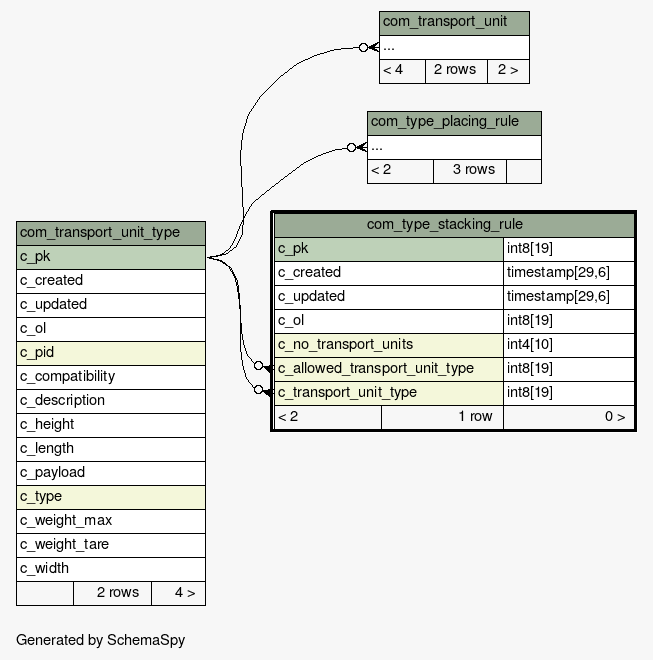 com_transport_unit
...
< 4 2 rows 2 >
com_type_placing_rule
...
< 2 3 rows
com_transport_unit_type
c_pk
c_created
c_updated
c_ol
c_pid
c_compatibility
c_description
c_height
c_length
c_payload
c_type
c_weight_max
c_weight_tare
c_width
2 rows 4 >
com_type_stacking_rule
c_pk int8[19]
c_created timestamp[29,6]
c_updated timestamp[29,6]
c_ol int8[19]
c_no_transport_units int4[10]
c_allowed_transport_unit_type int8[19]
c_transport_unit_type int8[19]
< 2 1 row 0 >
Generated by SchemaSpy